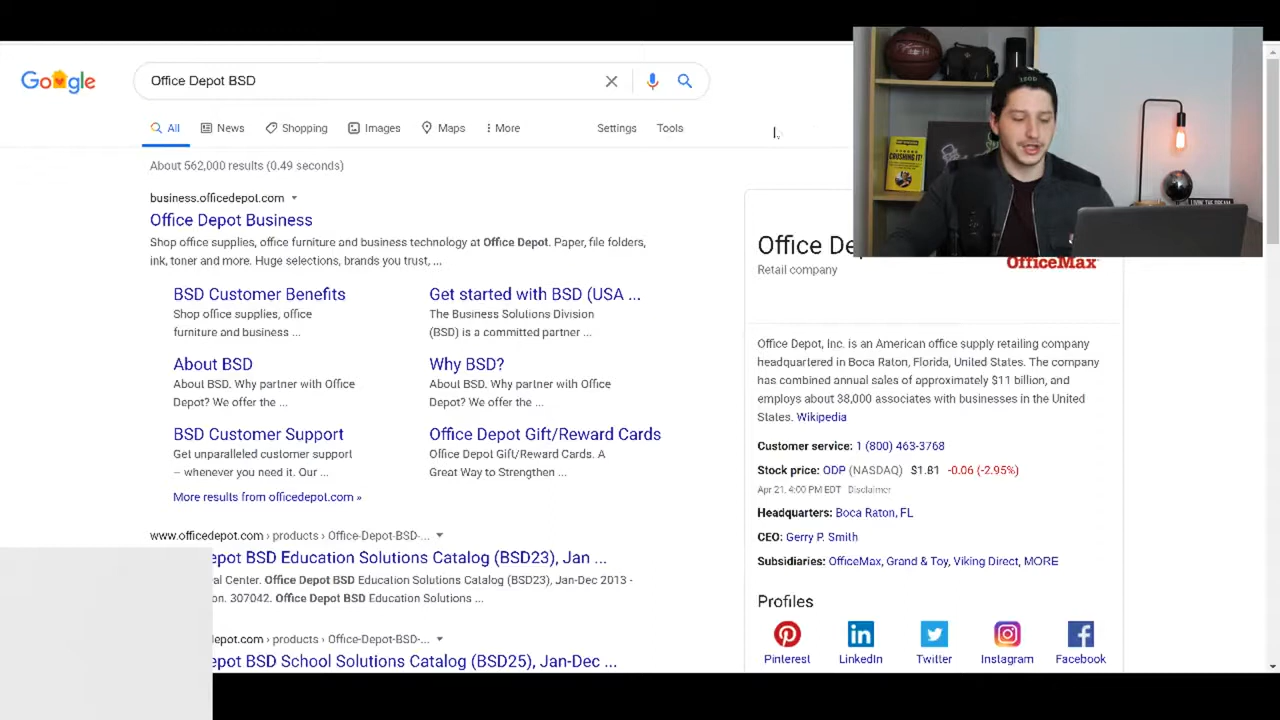 Google
Office Depot BSD
All
News
Shopping
Images
Maps
More
Settings
Tools
About 562,000 results (0.49 seconds)
business.officedepot.com
Office Depot Business
Shop office supplies, office furniture and business technology at Office Depot. Paper, file folders,
ink, toner and more. Huge selections, brands you trust, ...
BSD Customer Benefits
Shop office supplies, office
furniture and business ...
Get started with BSD (USA ...
The Business Solutions Division
(BSD) is a committed partner ...
About BSD
About BSD. Why partner with Office
Depot? We offer the ...
Why BSD?
About BSD. Why partner with Office
Depot? We offer the ...
BSD Customer Support
Get unparalleled customer support
– whenever you need it. Our ...
Office Depot Gift/Reward Cards
Office Depot Gift/Reward Cards. A
Great Way to Strengthen ...
More results from officedepot.com »
www.officedepot.com › products › Office-Depot-BSD-...
epot BSD Education Solutions Catalog (BSD23), Jan ...
al Center. Office Depot BSD Education Solutions Catalog (BSD23), Jan-Dec 2013 -
on. 307042. Office Depot BSD Education Solutions ...
epot.com › products › Office-Depot-BSD-...
epot BSD School Solutions Catalog (BSD25), Jan-Dec ...
CRUSHING IT!
Office De
Retail company
OfficeMax
Office Depot, Inc. is an American office supply retailing company
headquartered in Boca Raton, Florida, United States. The company
has combined annual sales of approximately $11 billion, and
employs about 38,000 associates with businesses in the United
States. Wikipedia
Customer service: 1 (800) 463-3768
Stock price: ODP (NASDAQ) $1.81 -0.06 (-2.95%)
Apr 21, 4:00 PM EDT Disclaimer
Headquarters: Boca Raton, FL
CEO: Gerry P. Smith
Subsidiaries: OfficeMax, Grand & Toy, Viking Direct, MORE
Profiles
Pinterest
LinkedIn
Twitter
Instagram
Facebook